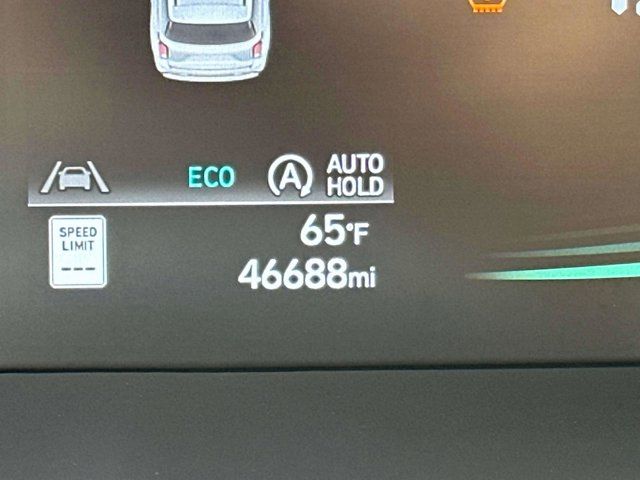 ECO
A
AUTO
HOLD
SPEED
LIMIT
---
65°F
46688mi